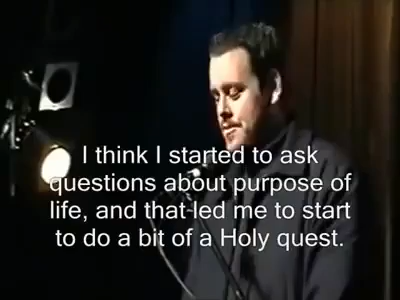 I think I started to ask
questions about purpose of
life, and that led me to start
to do a bit of a Holy quest.